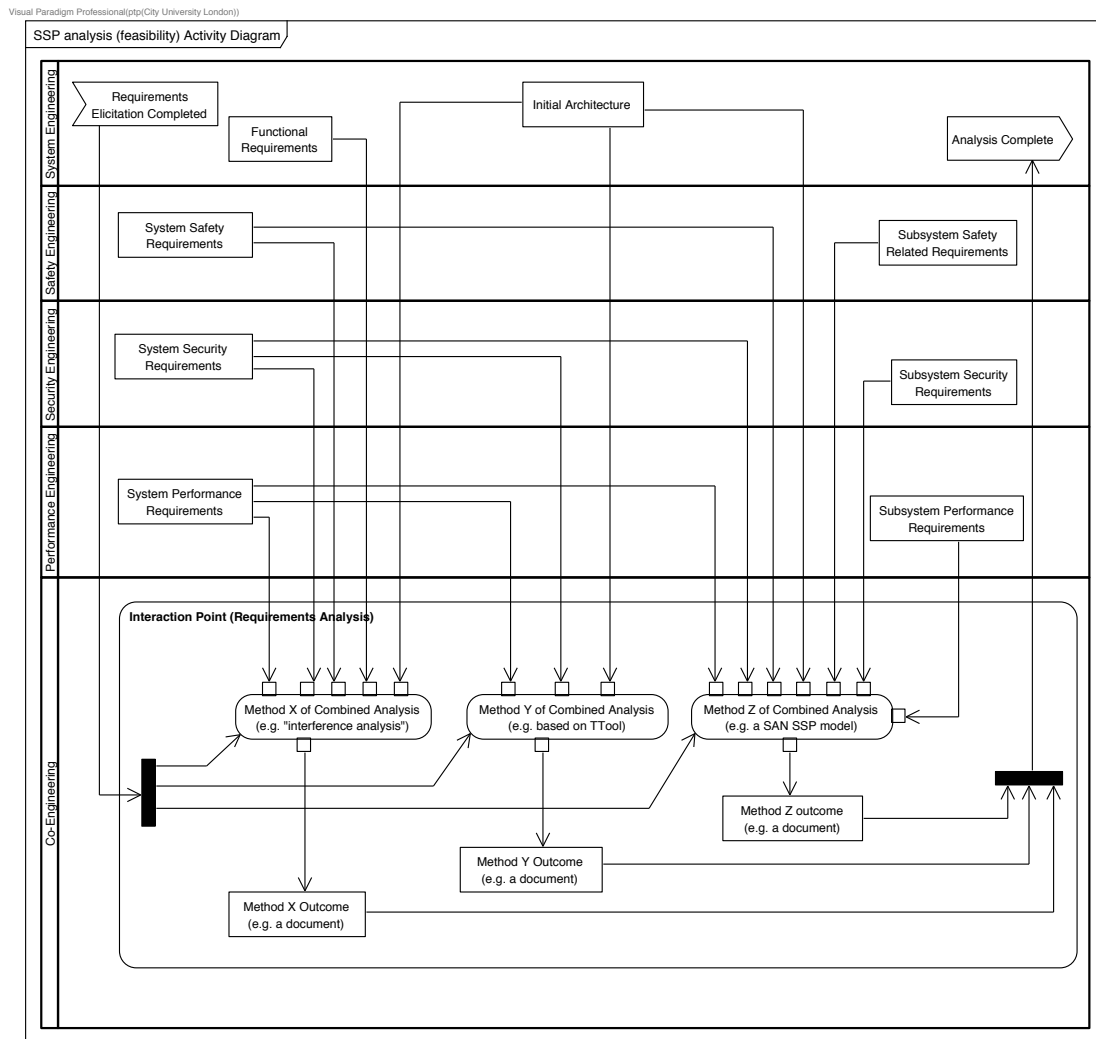 Visual Paradigm Professional(ptp(City University London))
SSP analysis (feasibility) Activity Diagram
System Engineering
Requirements
Elicitation Completed
Functional
Requirements
Initial Architecture
Analysis Complete
Safety Engineering
System Safety
Requirements
Subsystem Safety
Related Requirements
Security Engineering
System Security
Requirements
Subsystem Security
Requirements
Performance Engineering
System Performance
Requirements
Subsystem Performance
Requirements
Co-Engineering
Interaction Point (Requirements Analysis)
Method X of Combined Analysis
(e.g. "interference analysis")
Method Y of Combined Analysis
(e.g. based on TTool)
Method Z of Combined Analysis
(e.g. a SAN SSP model)
Method Z outcome
(e.g. a document)
Method Y Outcome
(e.g. a document)
Method X Outcome
(e.g. a document)